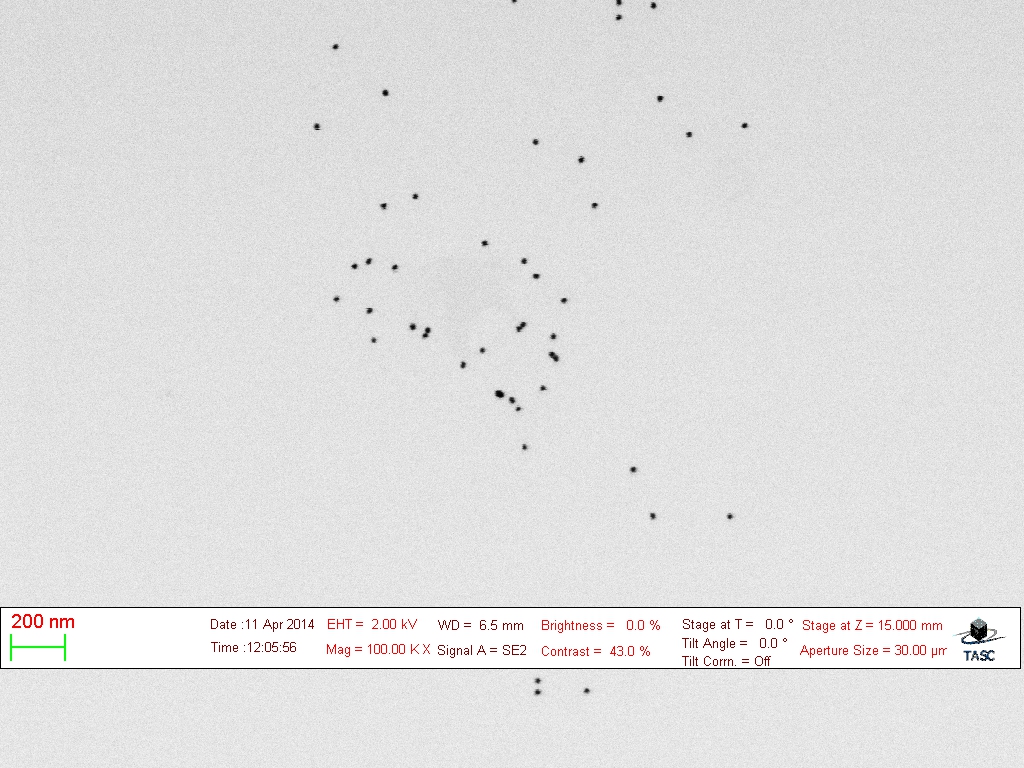 200 nm
Date :11 Apr 2014 EHT = 2.00 kV WD = 6.5 mm Brightness = 0.0 % Stage at T = 0.0 ° Stage at Z = 15.000 mm
Time :12:05:56 Mag = 100.00 K X Signal A = SE2 Contrast = 43.0 % Tilt Angle = 0.0 ° Aperture Size = 30.00 µm
Tilt Corrn. = Off
TASC